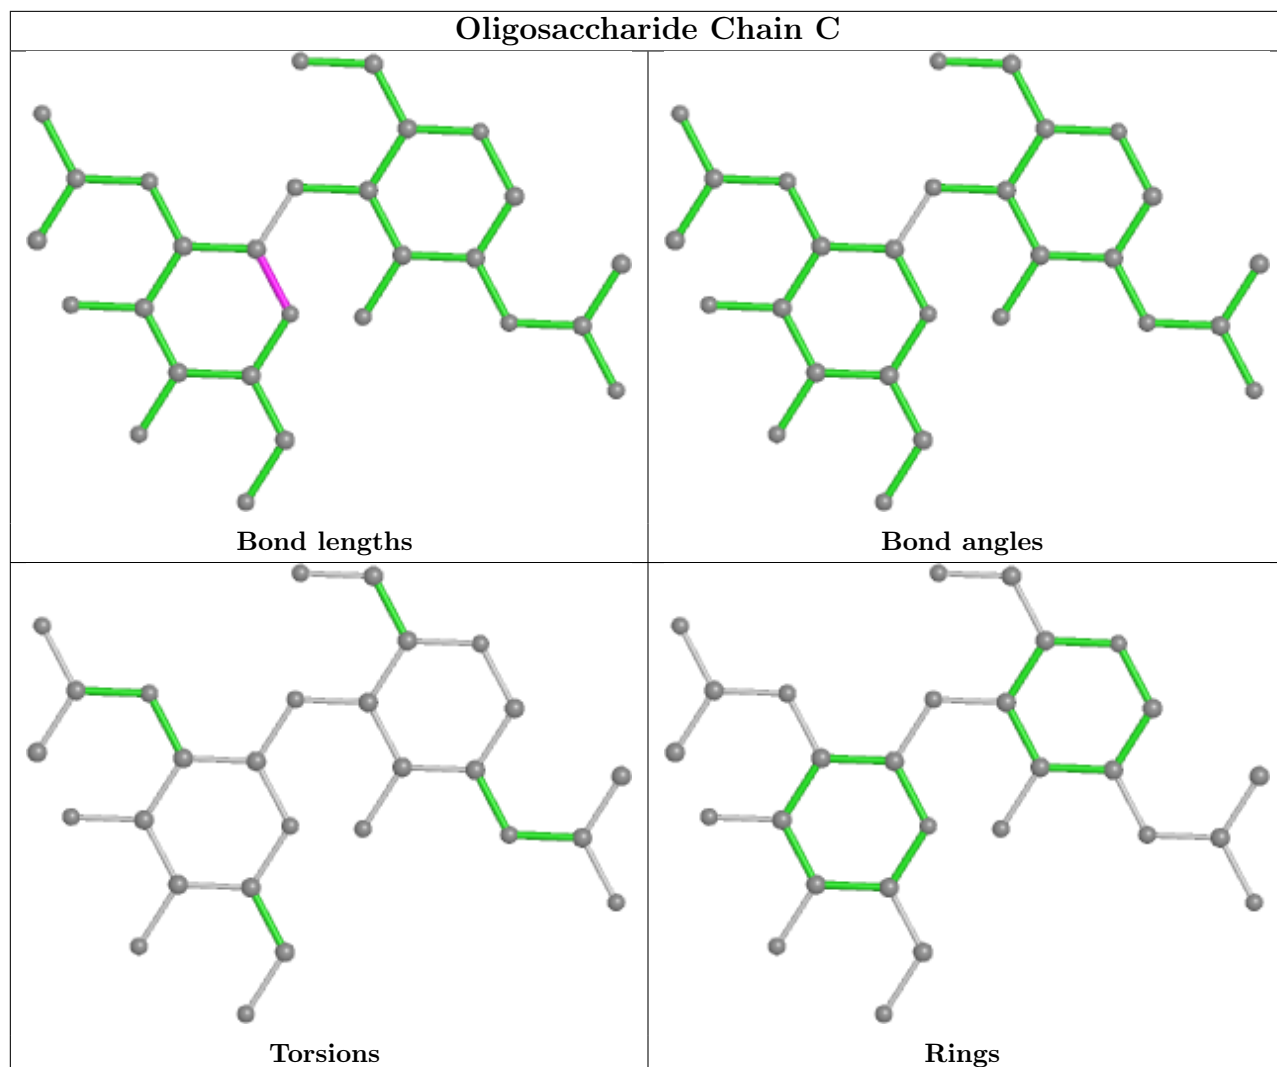 Oligosaccharide Chain C
Bond lengths
Bond angles
Torsions
Rings